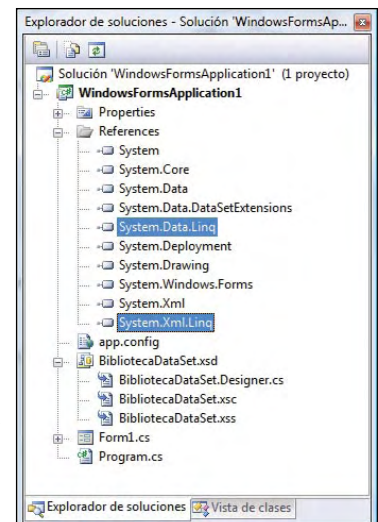 Explorador de soluciones - Solución 'WindowsFormsAp...
Solución 'WindowsFormsApplication1' (1 proyecto)
WindowsFormsApplication1
Properties
References
System
System.Core
System.Data
System.Data.DataSetExtensions
System.Data.Linq
System.Deployment
System.Drawing
System.Windows.Forms
System.Xml
System.Xml.Linq
app.config
BibliotecaDataSet.xsd
BibliotecaDataSet.Designer.cs
BibliotecaDataSet.xsc
BibliotecaDataSet.xss
Form1.cs
Program.cs
Explorador de soluciones Vista de clases